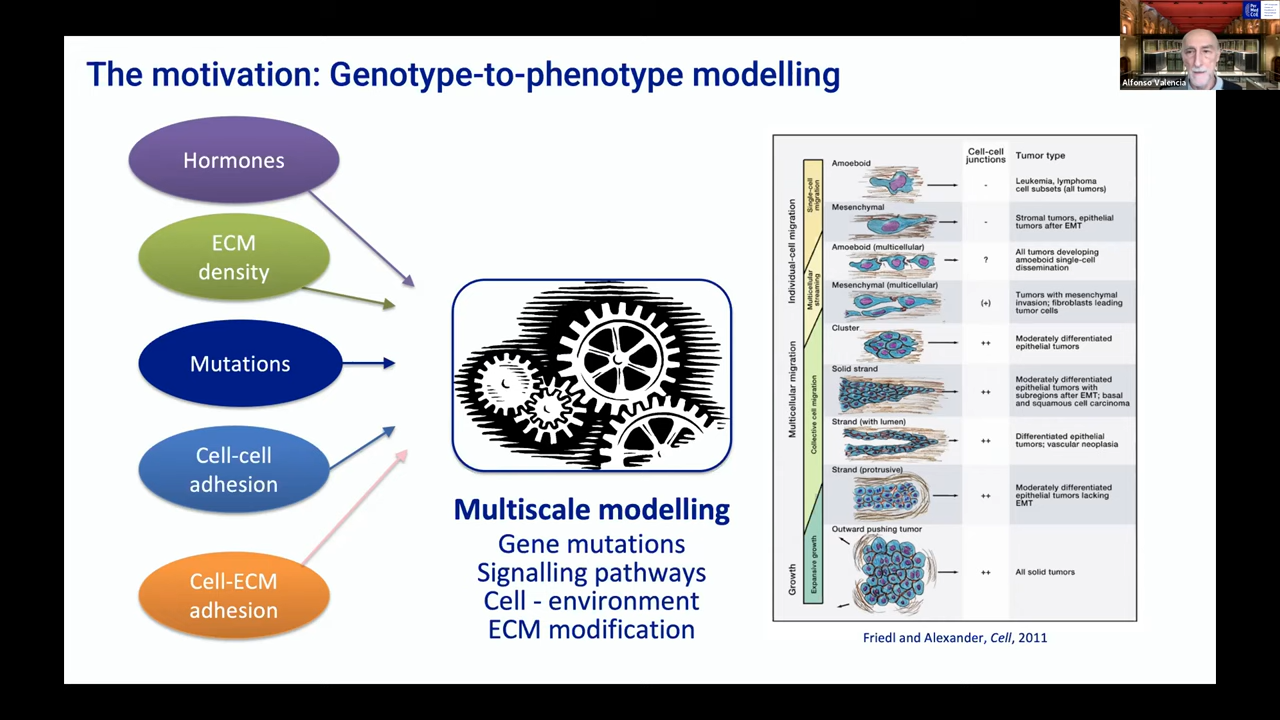 The motivation: Genotype-to-phenotype modelling
Alfonso Valencia
Hormones
ECM
density
Mutations
Cell-cell
adhesion
Cell-ECM
adhesion
Multiscale modelling
Gene mutations
Signalling pathways
Cell - environment
ECM modification
Cell-cell
junctions
Tumor type
Individual-cell migration
Multicellular migration
Growth
Single-cell
migration
Multicellular
streaming
Collective cell migration
Expansive growth
Amoeboid
-
Leukemia, lymphoma
cell subsets (all tumors)
Mesenchymal
-
Stromal tumors, epithelial
tumors after EMT
Amoeboid (multicellular)
?
All tumors developing
amoeboid single-cell
dissemination
Mesenchymal (multicellular)
(+)
Tumors with mesenchymal
invasion; fibroblasts leading
tumor cells
Cluster
++
Moderately differentiated
epithelial tumors
Solid strand
++
Moderately differentiated
epithelial tumors with
subregions after EMT; basal
and squamous cell carcinoma
Strand (with lumen)
++
Differentiated epithelial
tumors; vascular neoplasia
Strand (protrusive)
++
Moderately differentiated
epithelial tumors lacking
EMT
Outward pushing tumor
++
All solid tumors
Friedl and Alexander, Cell, 2011